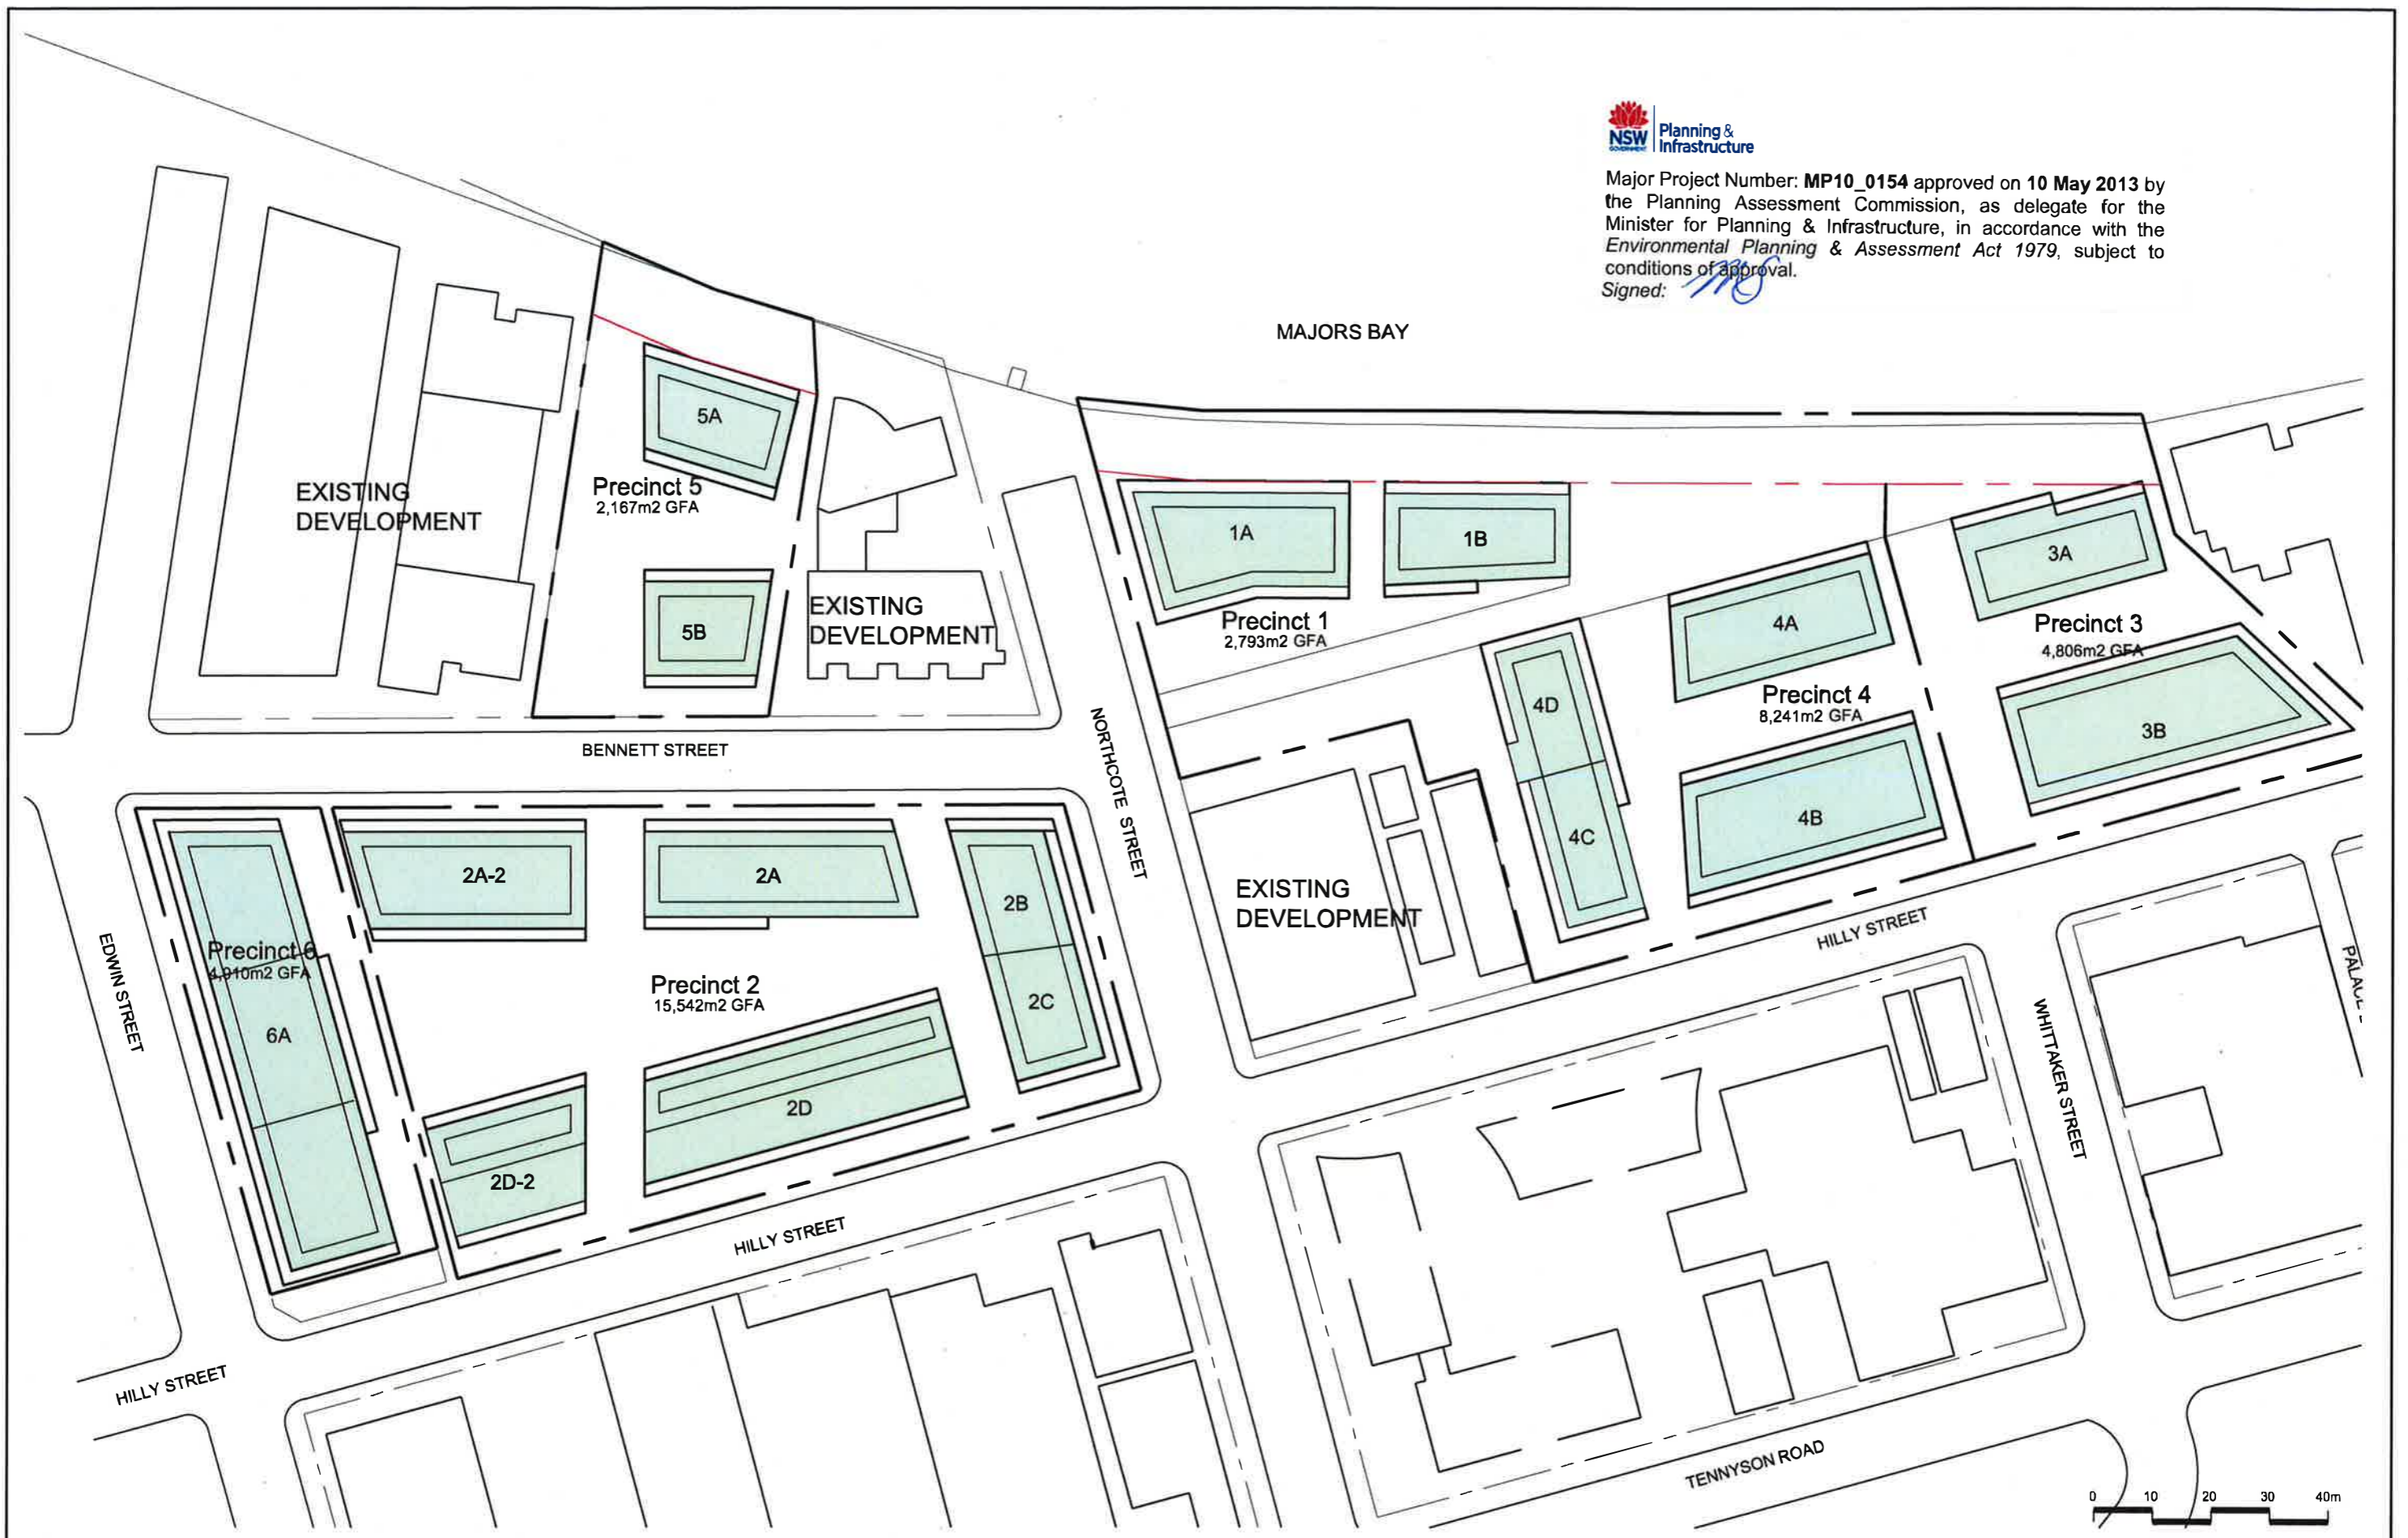 NSW
GOVERNMENT
Planning &
Infrastructure
Major Project Number: MP10_0154 approved on 10 May 2013 by
the Planning Assessment Commission, as delegate for the
Minister for Planning & Infrastructure, in accordance with the
Environmental Planning & Assessment Act 1979, subject to
conditions of approval.
Signed:
MAJORS BAY
5A
EXISTING
DEVELOPMENT
Precinct 5
2,167m2 GFA
5B
EXISTING
DEVELOPMENT
1A
1B
3A
Precinct 1
2,793m2 GFA
4A
Precinct 3
4,806m2 GFA
4D
Precinct 4
8,241m2 GFA
3B
BENNETT STREET
NORTHCOTE STREET
4C
4B
2A-2
2A
2B
EXISTING
DEVELOPMENT
HILLY STREET
EDWIN STREET
Precinct 6
4,910m2 GFA
Precinct 2
15,542m2 GFA
2C
6A
2D
2D-2
WHITTAKER STREET
HILLY STREET
HILLY STREET
TENNYSON ROAD
0 10 20 30 40m